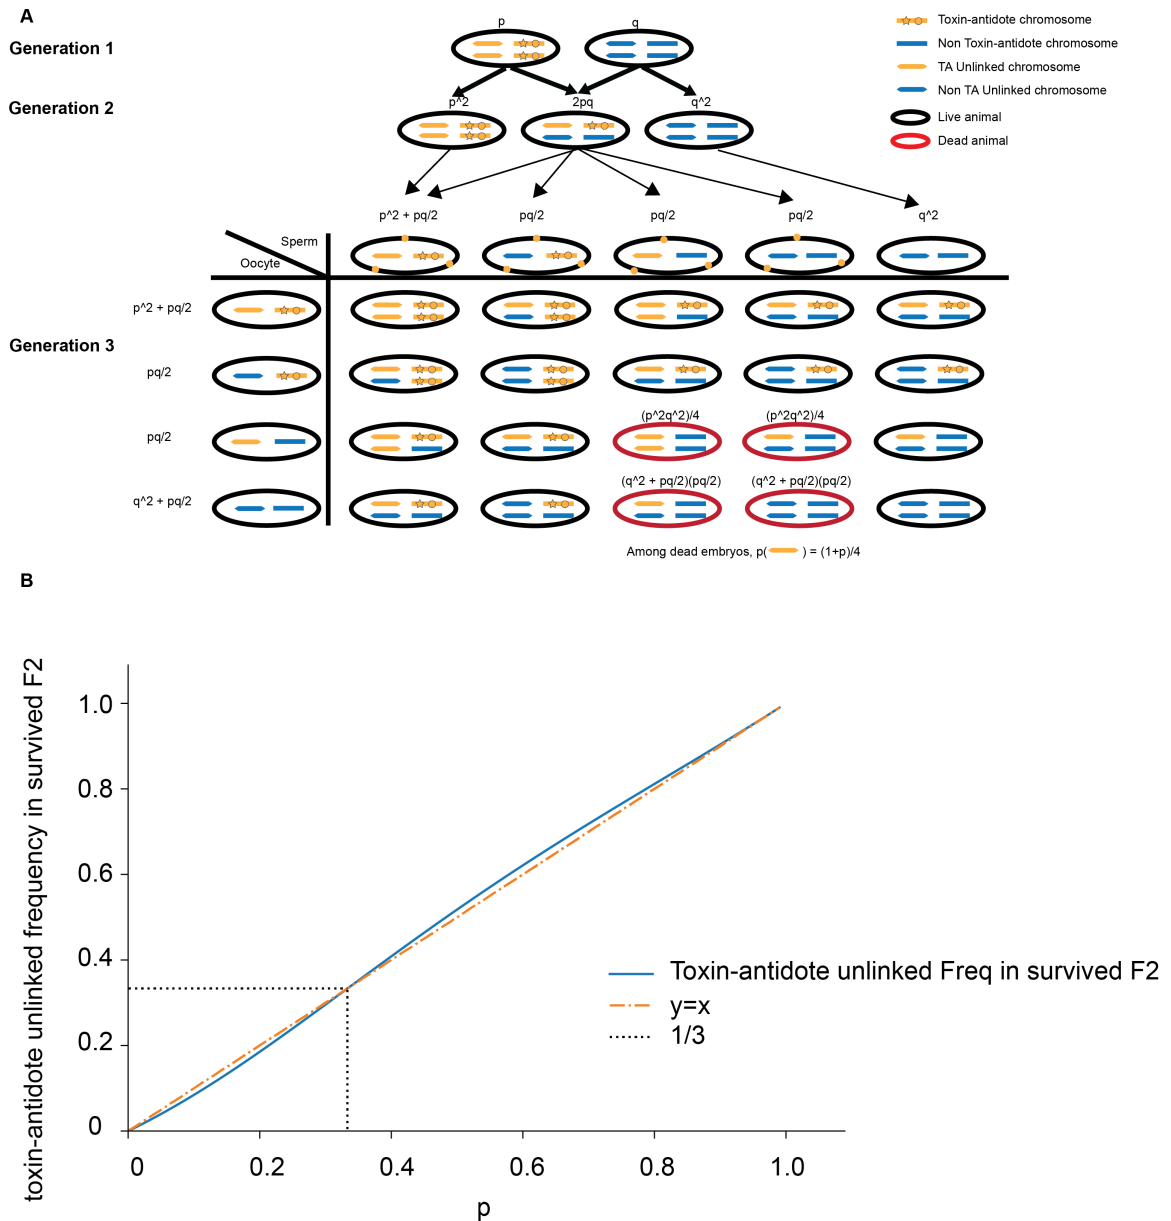 A
Generation 1
p
q
Toxin-antidote chromosome
Non Toxin-antidote chromosome
TA Unlinked chromosome
Non TA Unlinked chromosome
Live animal
Dead animal
Generation 2
p^2
2pq
q^2
p^2 + pq/2
pq/2
pq/2
pq/2
q^2
Sperm
Oocyte
p^2 + pq/2
Generation 3
pq/2
pq/2
(p^2q^2)/4
(p^2q^2)/4
q^2 + pq/2
(q^2 + pq/2)(pq/2)
(q^2 + pq/2)(pq/2)
Among dead embryos, p( ) = (1+p)/4
B
toxin-antidote unlinked frequency in survived F2
1.0
0.8
0.6
0.4
0.2
0
0
0.2
0.4
0.6
0.8
1.0
p
Toxin-antidote unlinked Freq in survived F2
y=x
1/3